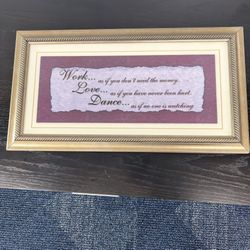 Work... as if you don't need the money.
Love... as if you have never been hurt.
Dance... as if no one is watching